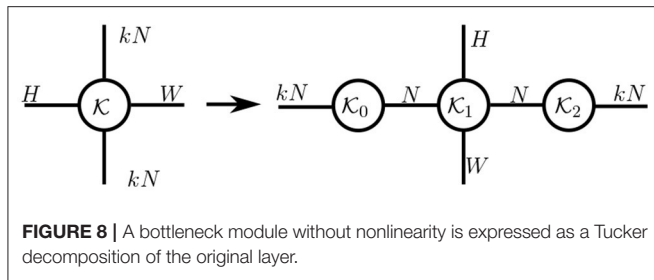 kN
H
𝒦
W
kN
H
kN
𝒦₀
N
𝒦₁
N
𝒦₂
kN
W
FIGURE 8 | A bottleneck module without nonlinearity is expressed as a Tucker
decomposition of the original layer.